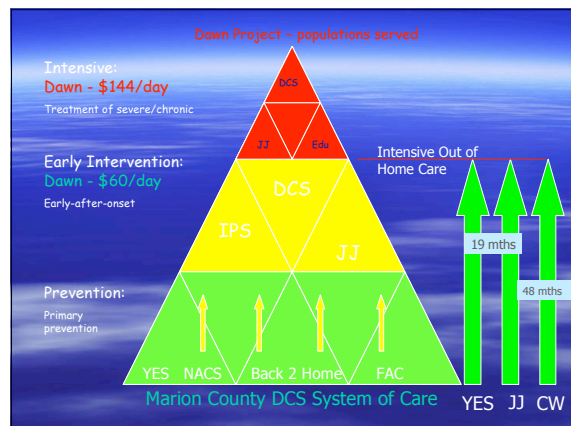 Dawn Project – populations served
Intensive:
Dawn - $144/day
Treatment of severe/chronic
DCS
JJ
Edu
Early Intervention:
Dawn - $60/day
Early-after-onset
DCS
IPS
JJ
Intensive Out of
Home Care
19 mths
48 mths
Prevention:
Primary
prevention
YES NACS Back 2 Home FAC
Marion County DCS System of Care
YES JJ CW